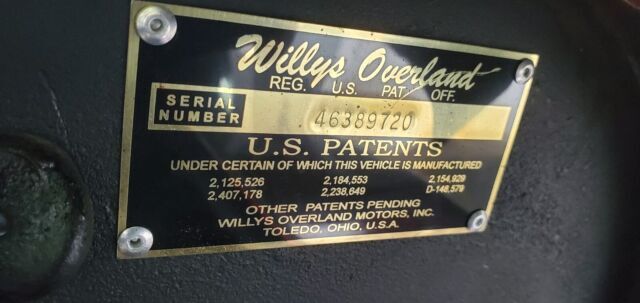 Willys Overland
REG. U.S. PAT. OFF.
SERIAL NUMBER 46389720
U.S. PATENTS
UNDER CERTAIN OF WHICH THIS VEHICLE IS MANUFACTURED
2,125,526 2,184,553 2,154,929
2,407,178 2,238,649 D-148,579
OTHER PATENTS PENDING
WILLYS OVERLAND MOTORS, INC.
TOLEDO, OHIO, U.S.A.